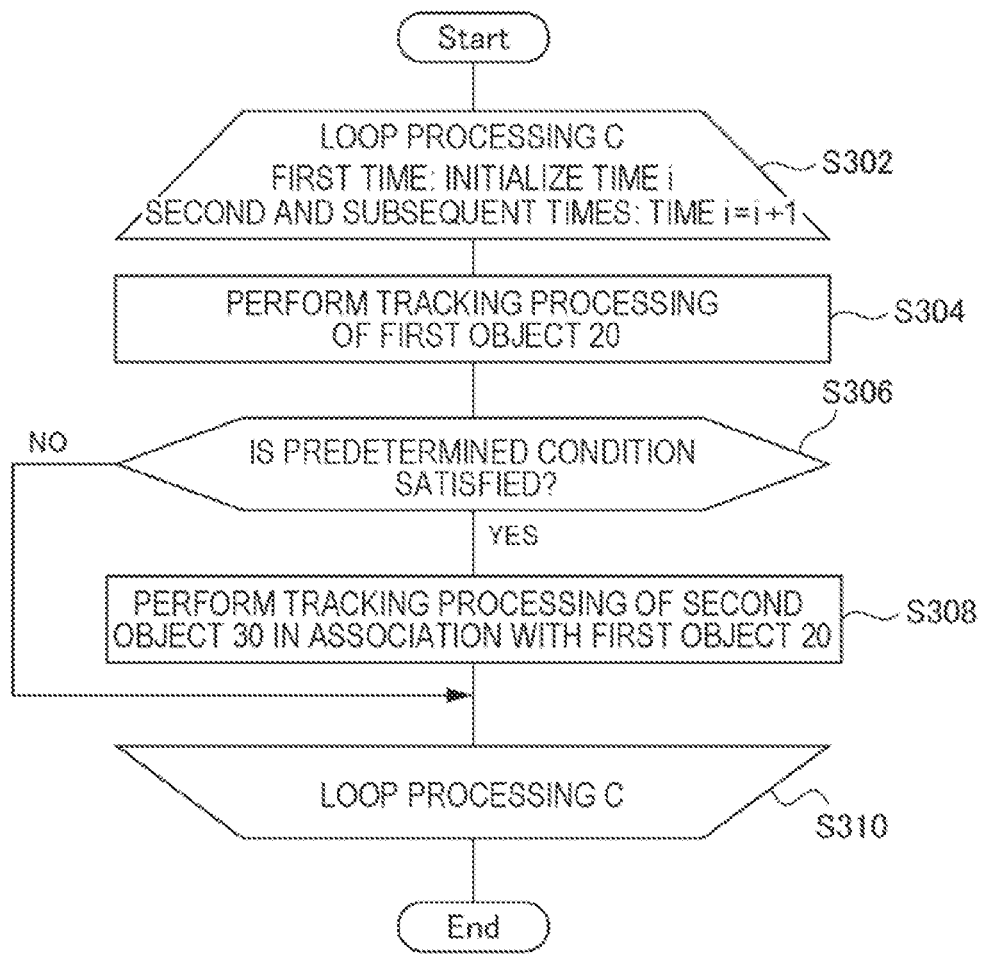 Start
LOOP PROCESSING C
FIRST TIME: INITIALIZE TIME i
SECOND AND SUBSEQUENT TIMES: TIME i=i+1
S302
PERFORM TRACKING PROCESSING
OF FIRST OBJECT 20
S304
S306
NO
IS PREDETERMINED CONDITION
SATISFIED?
YES
PERFORM TRACKING PROCESSING OF SECOND
OBJECT 30 IN ASSOCIATION WITH FIRST OBJECT 20
S308
LOOP PROCESSING C
S310
End